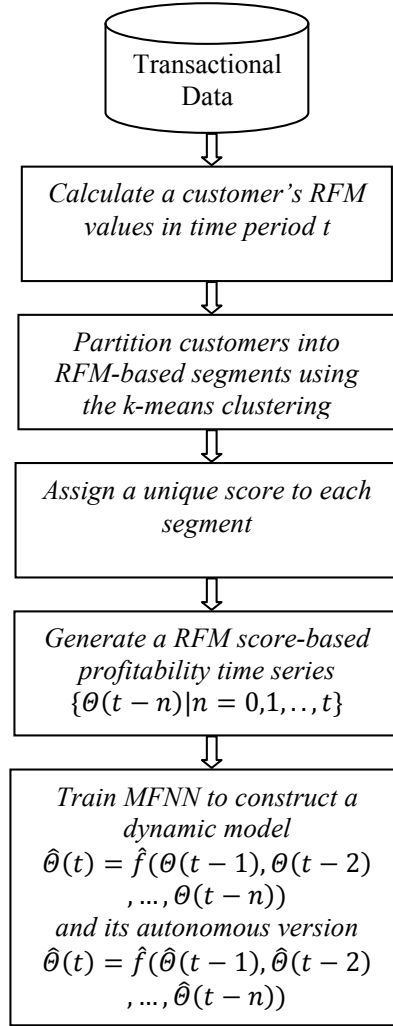 Transactional
Data
Calculate a customer’s RFM
values in time period t
Partition customers into
RFM-based segments using
the k-means clustering
Assign a unique score to each
segment
Generate a RFM score-based
profitability time series
{Θ(t − n)|n = 0,1, . . , t}
Train MFNN to construct a
dynamic model
Θ̂(t) = f̂(Θ(t − 1), Θ(t − 2)
, … , Θ(t − n))
and its autonomous version
Θ̂(t) = f̂(Θ̂(t − 1), Θ̂(t − 2)
, … , Θ̂(t − n))